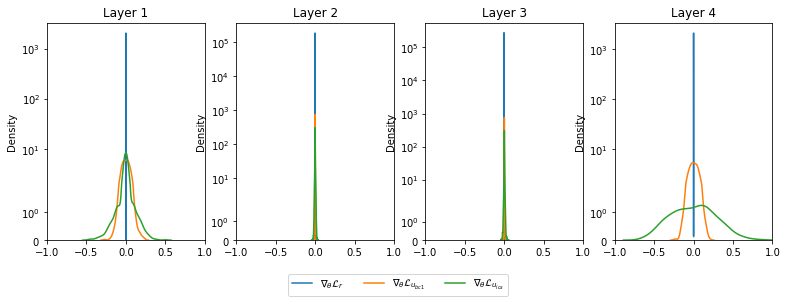 Layer 1 Layer 2 Layer 3 Layer 4
Density Density Density Density
10³ 10² 10¹ 10⁰ 0
10⁵ 10⁴ 10³ 10² 10¹ 10⁰ 0
10⁵ 10⁴ 10³ 10² 10¹ 10⁰ 0
10³ 10² 10¹ 10⁰ 0
−1.0 −0.5 0.0 0.5 1.0 −1.0 −0.5 0.0 0.5 1.0 −1.0 −0.5 0.0 0.5 1.0 −1.0 −0.5 0.0 0.5 1.0
∇θℒr ∇θℒu_bc1 ∇θℒu_ics